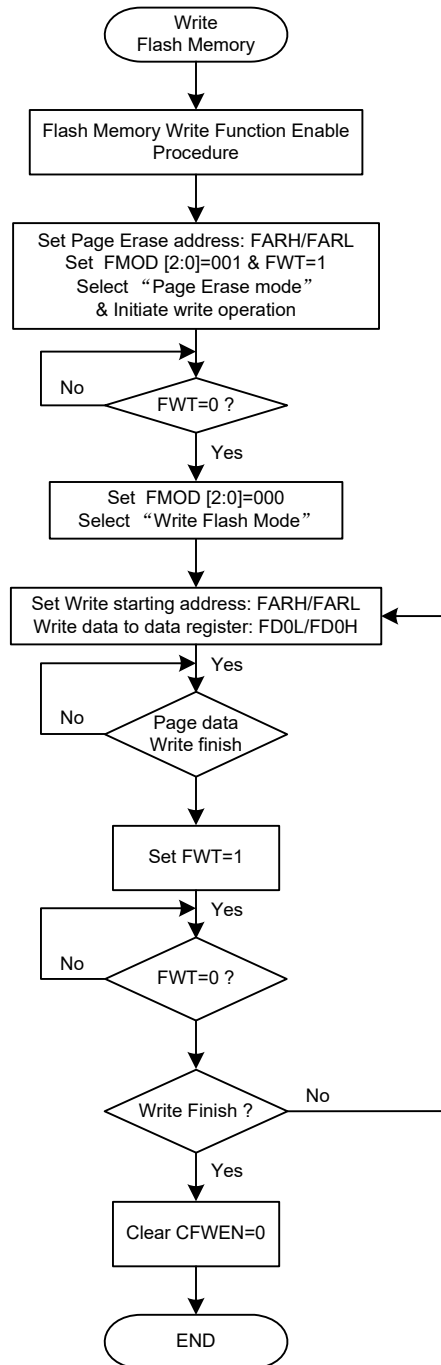 Write
Flash Memory
Flash Memory Write Function Enable
Procedure
Set Page Erase address: FARH/FARL
Set FMOD [2:0]=001 & FWT=1
Select “Page Erase mode”
& Initiate write operation
No
FWT=0 ?
Yes
Set FMOD [2:0]=000
Select “Write Flash Mode”
Set Write starting address: FARH/FARL
Write data to data register: FD0L/FD0H
Yes
No
Page data
Write finish
Set FWT=1
Yes
No
FWT=0 ?
Write Finish ?
No
Yes
Clear CFWEN=0
END